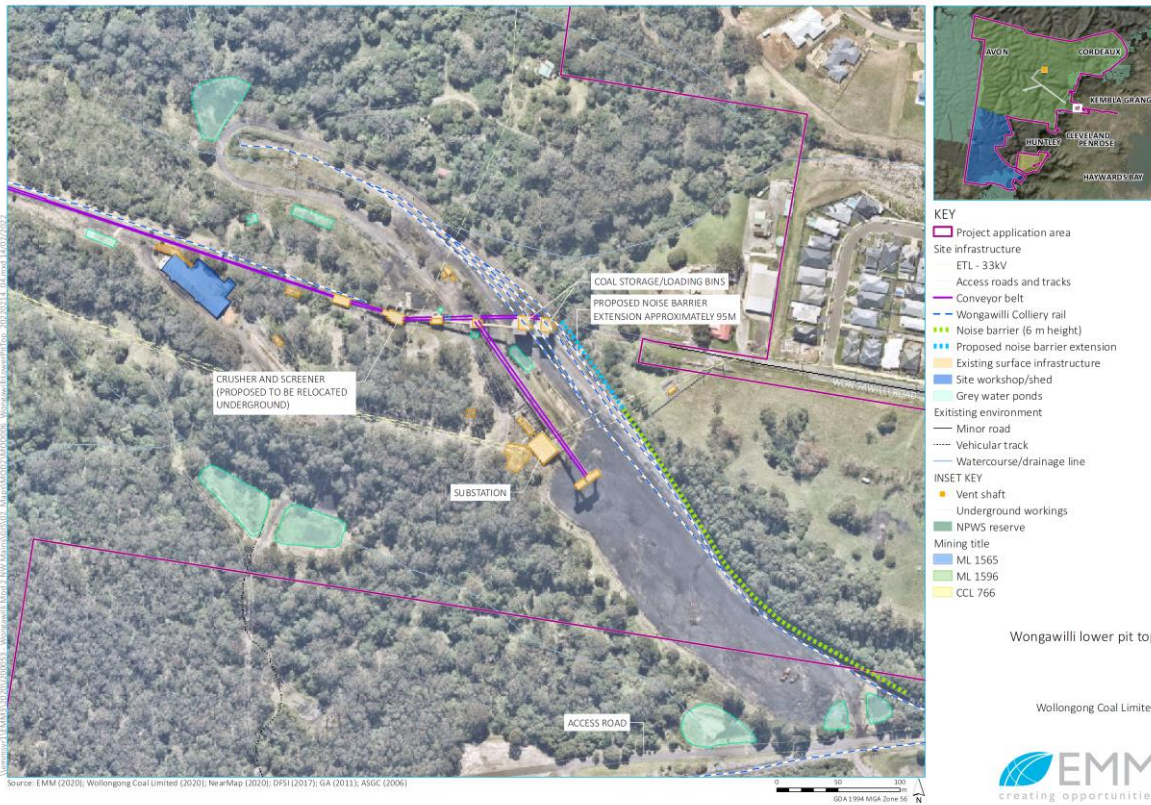 COAL STORAGE/LOADING BINS
PROPOSED NOISE BARRIER
EXTENSION APPROXIMATELY 95M
CRUSHER AND SCREENER
(PROPOSED TO BE RELOCATED
UNDERGROUND)
WONGAWILLI ROAD
SUBSTATION
ACCESS ROAD
Source: EMM (2020); Wollongong Coal Limited (2020); NearMap (2020); DFSI (2017); GA (2011); ASGC (2006)
0 50 100
m
GDA 1994 MGA Zone 56
N
AVON
CORDEAUX
KEMBLA GRANG
CLEVELAND
PENROSE
HUNTLEY
HAYWARDS BAY
KEY
Project application area
Site infrastructure
ETL - 33kV
Access roads and tracks
Conveyor belt
Wongawilli Colliery rail
Noise barrier (6 m height)
Proposed noise barrier extension
Existing surface infrastructure
Site workshop/shed
Grey water ponds
Exitisting environment
Minor road
Vehicular track
Watercourse/drainage line
INSET KEY
Vent shaft
Underground workings
NPWS reserve
Mining title
ML 1565
ML 1596
CCL 766
Wongawilli lower pit top
Wollongong Coal Limite
EMM
creating opportunitie